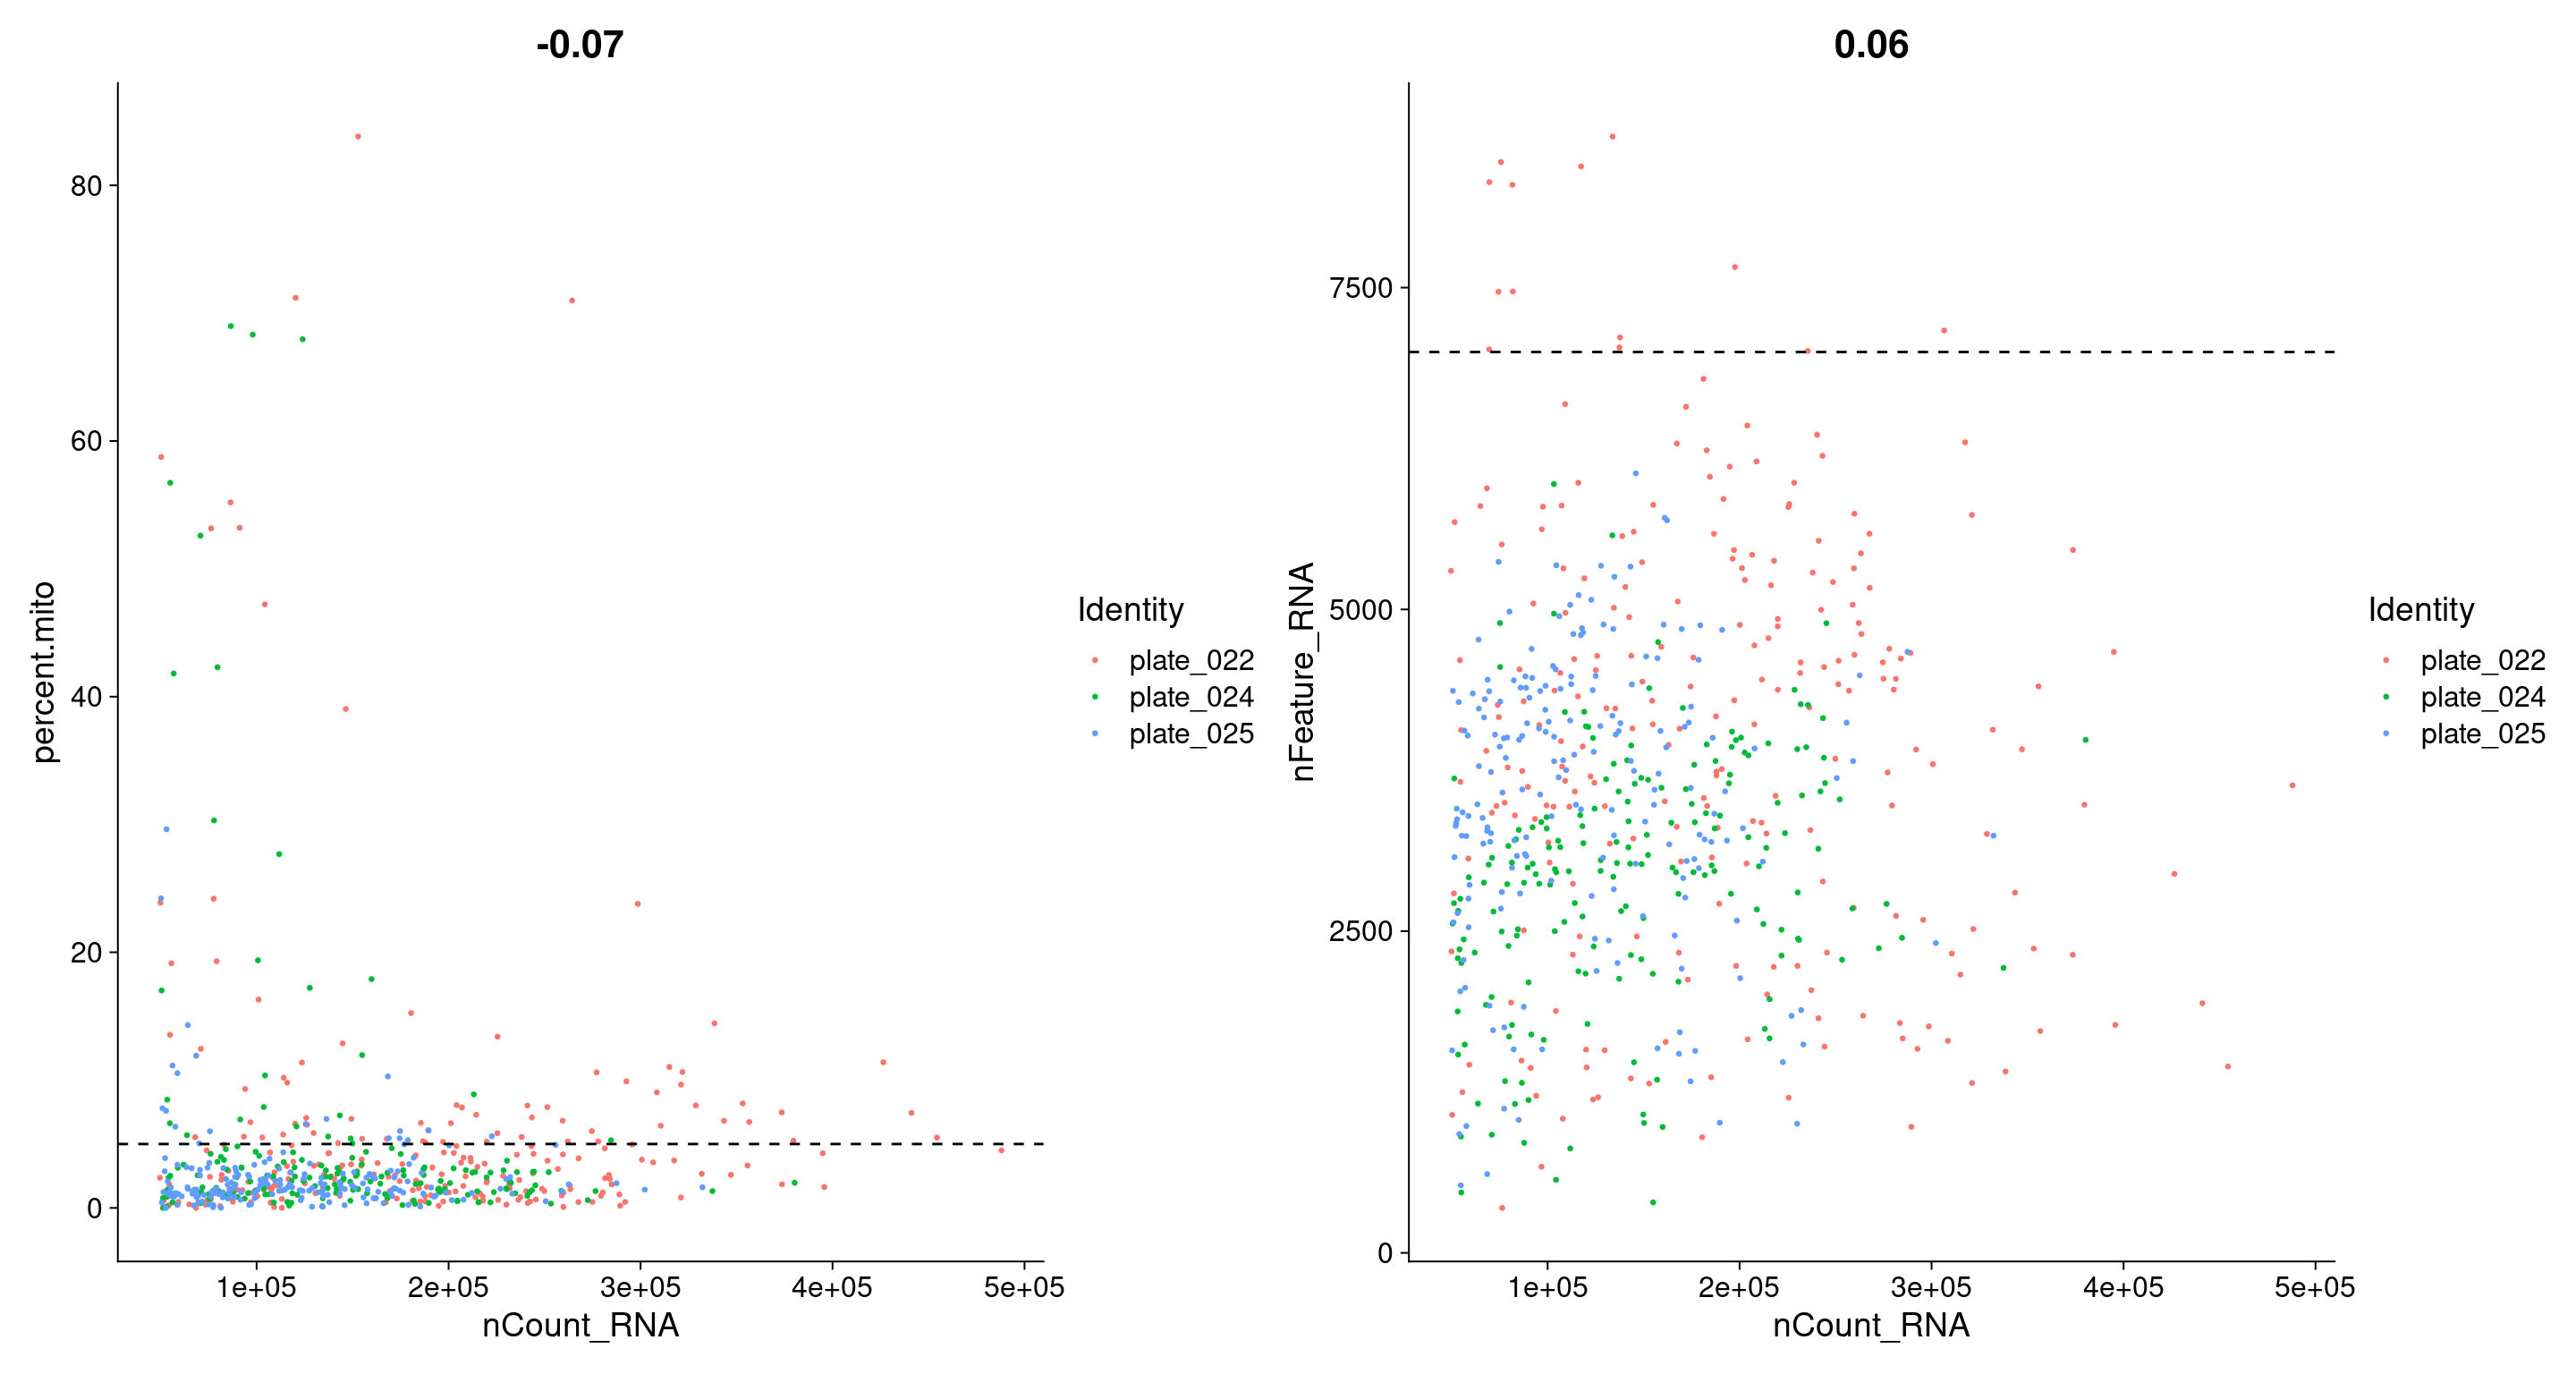 -0.07
percent.mito
80
60
40
20
0
1e+05 2e+05 3e+05 4e+05 5e+05
nCount_RNA
Identity
plate_022
plate_024
plate_025
0.06
nFeature_RNA
7500
5000
2500
0
1e+05 2e+05 3e+05 4e+05 5e+05
nCount_RNA
Identity
plate_022
plate_024
plate_025